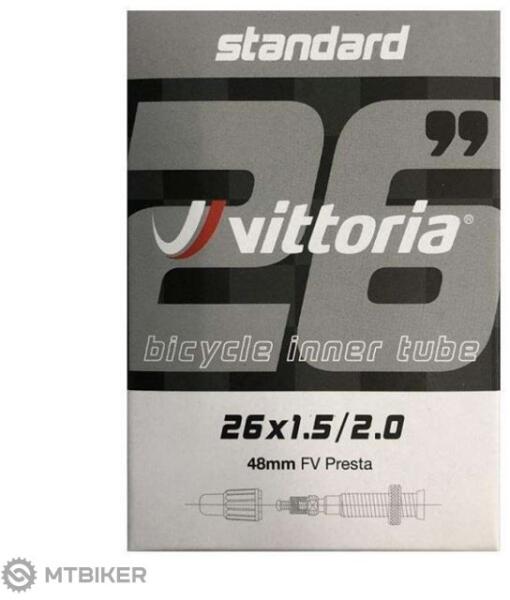 standard
26”
vittoria®
bicycle inner tube
26x1.5/2.0
48mm FV Presta
MTBIKER